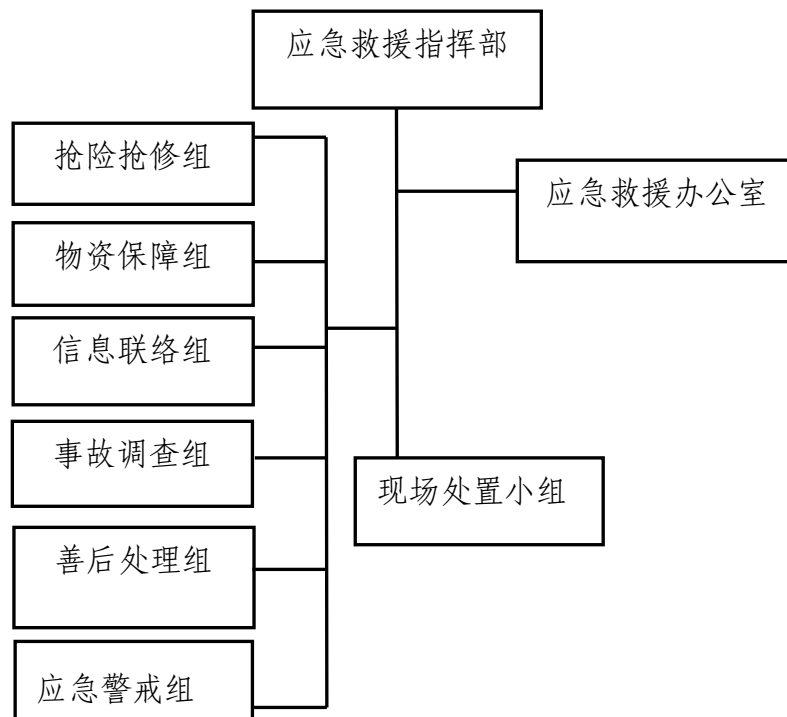 应急救援指挥部
抢险抢修组
应急救援办公室
物资保障组
信息联络组
事故调查组
现场处置小组
善后处理组
应急警戒组